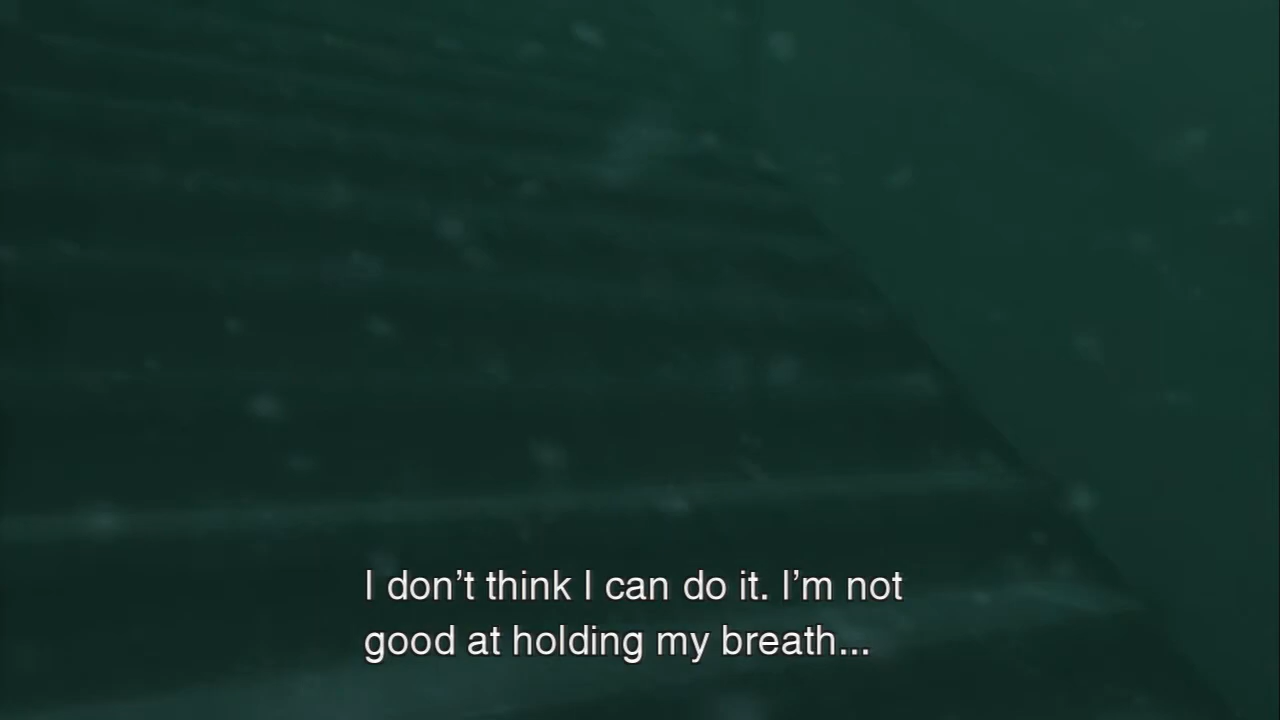 I don’t think I can do it. I’m not
good at holding my breath...